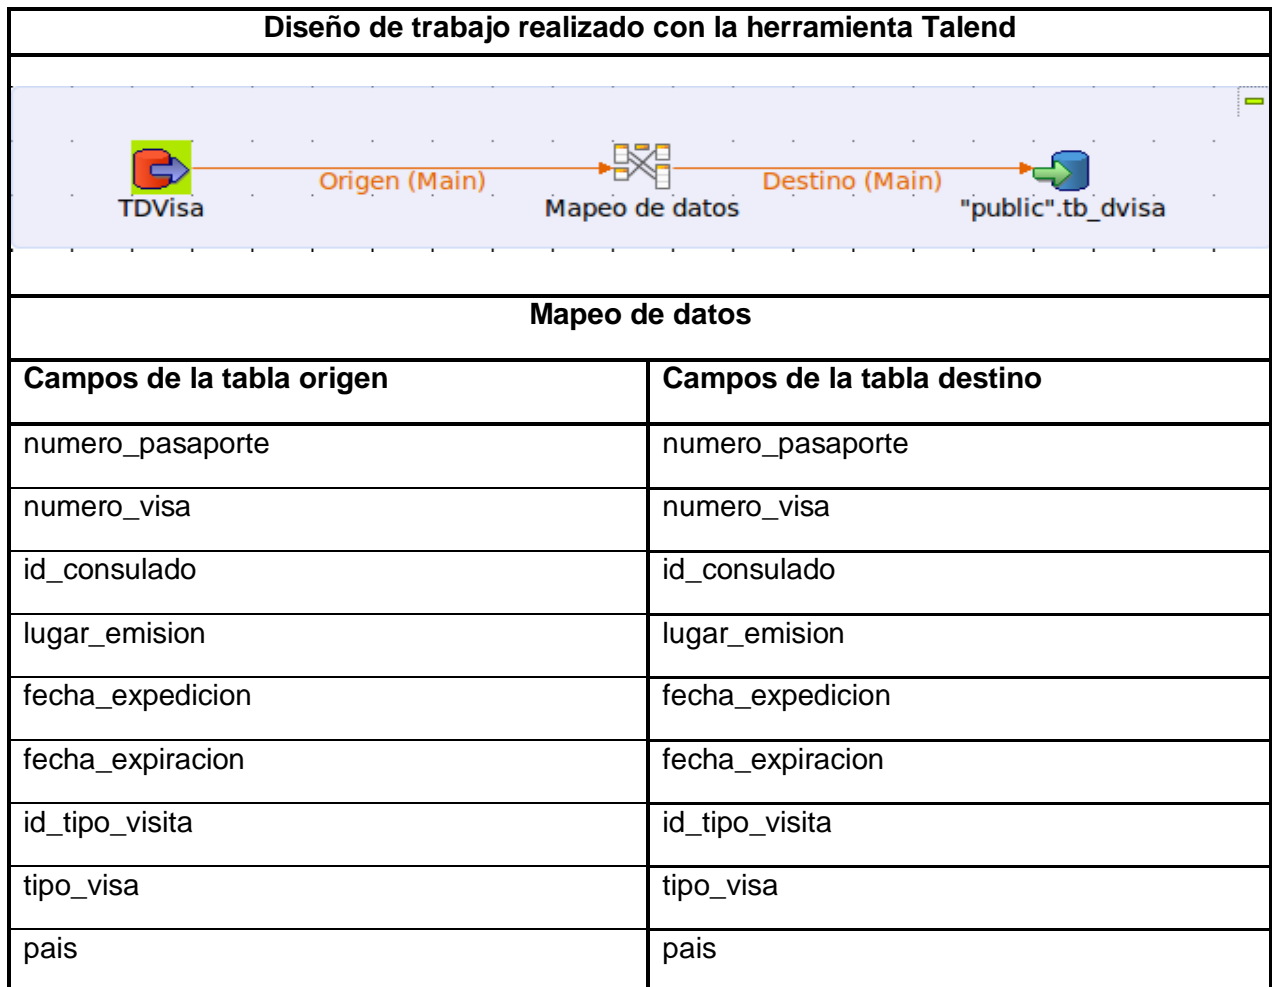 Diseño de trabajo realizado con la herramienta Talend
Origen (Main)
Destino (Main)
TDVisa
Mapeo de datos
"public".tb_dvisa
Mapeo de datos
Campos de la tabla origen
Campos de la tabla destino
numero_pasaporte
numero_pasaporte
numero_visa
numero_visa
id_consulado
id_consulado
lugar_emision
lugar_emision
fecha_expedicion
fecha_expedicion
fecha_expiracion
fecha_expiracion
id_tipo_visita
id_tipo_visita
tipo_visa
tipo_visa
pais
pais